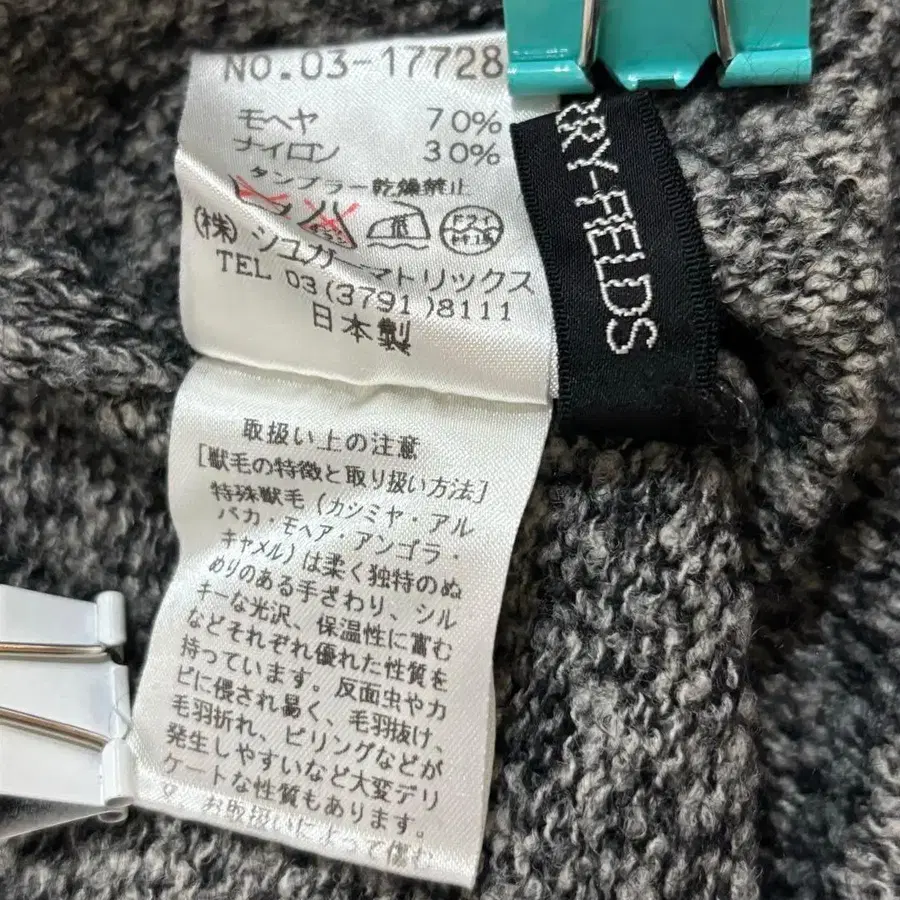 NO.03-17728
モヘヤ 70%
ナイロン 30%
タンブラー乾燥禁止
低 ドライ
(株)シュガーマトリックス
TEL 03(3791)8111
日本製
RRY-FIELDS
取扱い上の注意
[獣毛の特徴と取り扱い方法]
特殊獣毛(カシミヤ・アル
パカ・モヘア・アンゴラ・
キャメル)は柔く独特のぬ
めりのある手ざわり、シル
キーな光沢、保温性に富む
などそれぞれ優れた性質を
持っています。反面虫やカ
ビに侵され易く、毛羽抜け、
毛羽折れ、ピリングなどが
発生しやすいなど大変デリ
ケートな性質もあります。
お取扱い